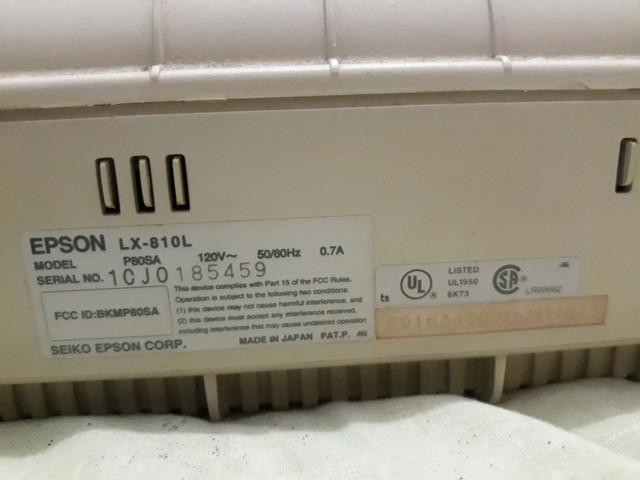 EPSON LX-810L
MODEL P80SA 120V~ 50/60Hz 0.7A
SERIAL NO. 1CJ0185459
This device complies with Part 15 of the FCC Rules.
Operation is subject to the following two conditions:
(1) this device may not cause harmful interference, and
(2) this device must accept any interference received,
including interference that may cause undesired operation
FCC ID:BKMP80SA
SEIKO EPSON CORP. MADE IN JAPAN PAT.P.
ts
UL
LISTED
UL1950
6K73
SA